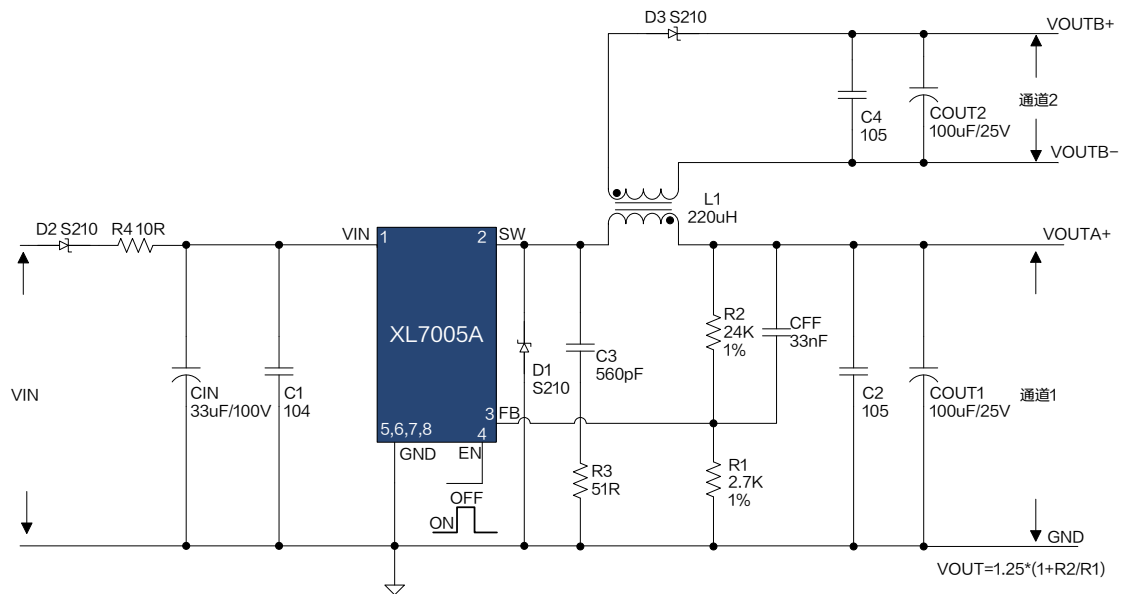 D3 S210
VOUTB+
C4
105
COUT2
100uF/25V
通道2
VOUTB−
L1
220uH
D2 S210
R4 10R
VIN
1
2
SW
VOUTA+
XL7005A
R2
24K
1%
CFF
33nF
D1
S210
C3
560pF
VIN
CIN
33uF/100V
C1
104
C2
105
COUT1
100uF/25V
通道1
3
FB
5,6,7,8
4
GND
EN
R3
51R
R1
2.7K
1%
OFF
ON
GND
VOUT=1.25*(1+R2/R1)